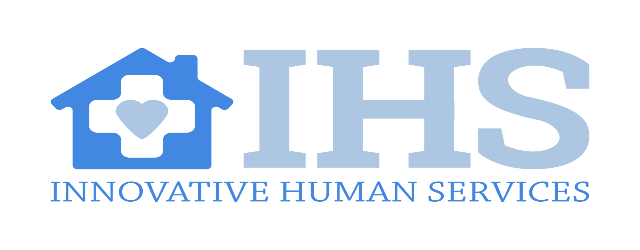 IHS
INNOVATIVE HUMAN SERVICES